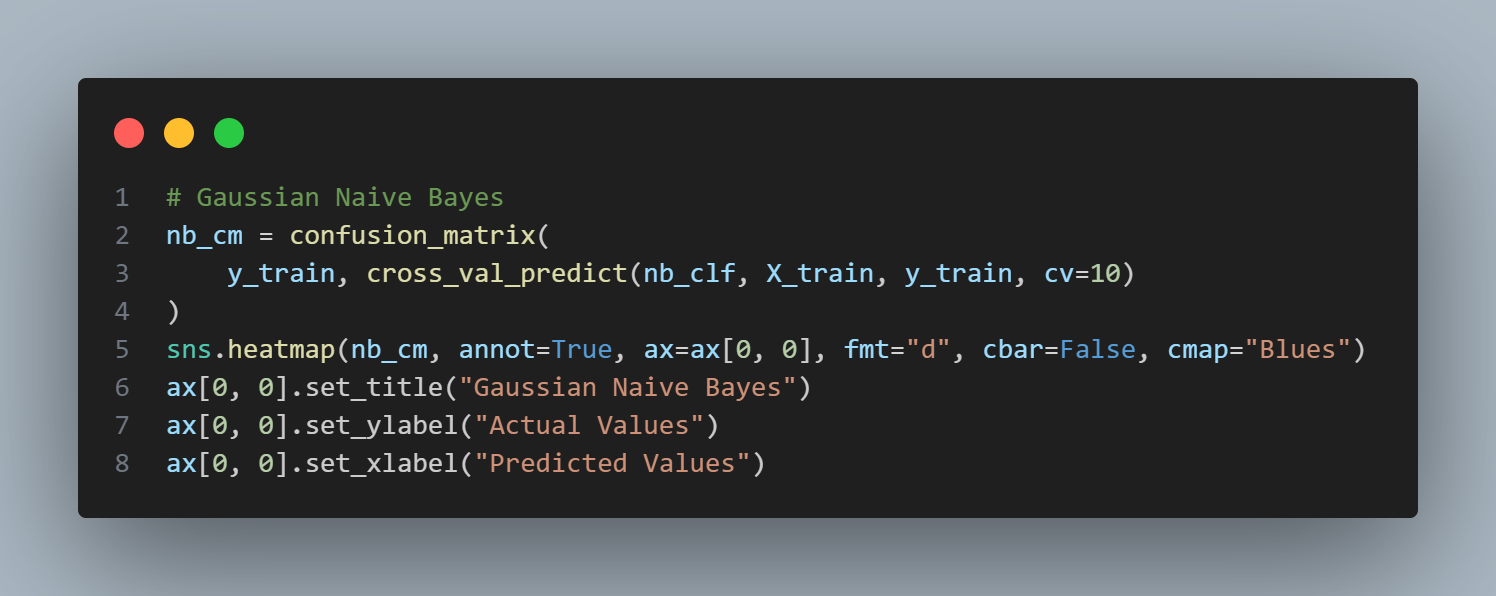 1 # Gaussian Naive Bayes
2 nb_cm = confusion_matrix(
3     y_train, cross_val_predict(nb_clf, X_train, y_train, cv=10)
4 )
5 sns.heatmap(nb_cm, annot=True, ax=ax[0, 0], fmt="d", cbar=False, cmap="Blues")
6 ax[0, 0].set_title("Gaussian Naive Bayes")
7 ax[0, 0].set_ylabel("Actual Values")
8 ax[0, 0].set_xlabel("Predicted Values")